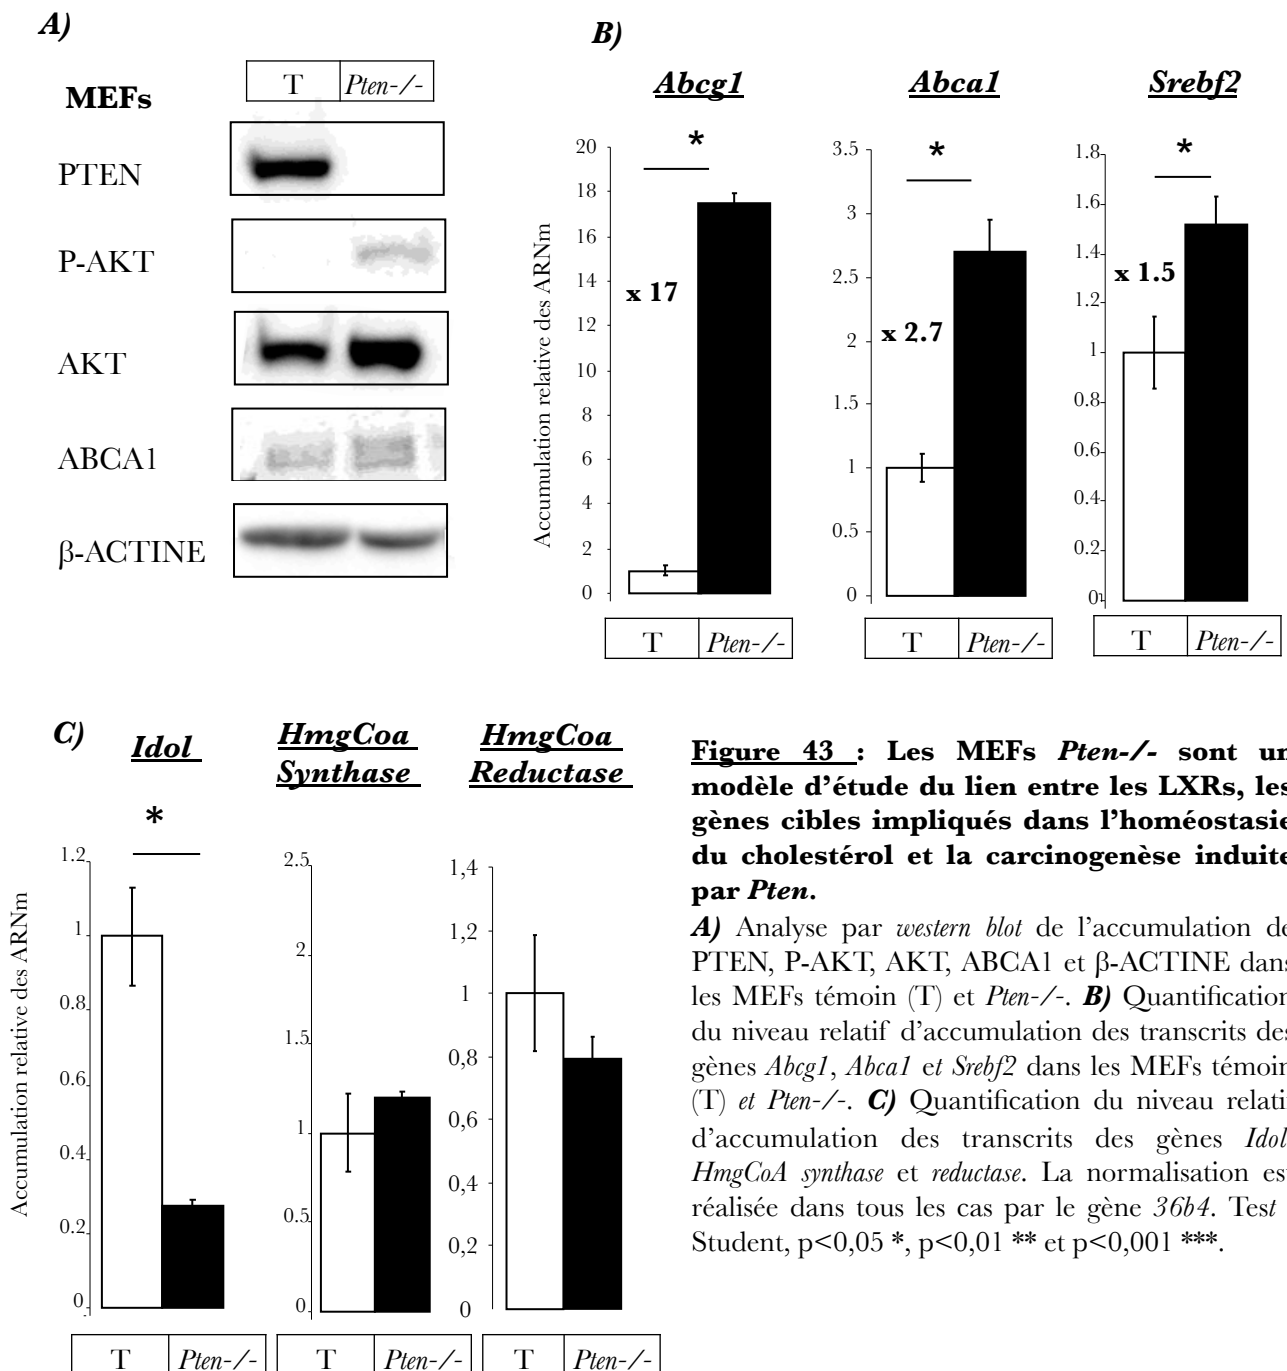 A)
MEFs
T Pten-/-
PTEN
P-AKT
AKT
ABCA1
β-ACTINE
B)
Abcg1
Accumulation relative des ARNm
20
18
16
14
12
10
8
6
4
2
0
*
x 17
T Pten-/-
Abca1
3.5
3
2.5
2
1.5
1
0.5
0
*
x 2.7
T Pten-/-
Srebf2
1.8
1.6
1.4
1.2
1
0.8
0.6
0.4
0.2
0
*
x 1.5
T Pten-/-
C)
Idol
Accumulation relative des ARNm
*
1.2
1
0.8
0.6
0.4
0.2
0
T Pten-/-
HmgCoa
Synthase
2.5
2
1.5
1
0.5
0
T Pten-/-
HmgCoa
Reductase
1,4
1,2
1
0,8
0,6
0,4
0,2
0
T Pten-/-
Figure 43 : Les MEFs Pten-/- sont un
modèle d'étude du lien entre les LXRs, les
gènes cibles impliqués dans l'homéostasie
du cholestérol et la carcinogenèse induite
par Pten.
A) Analyse par western blot de l'accumulation de
PTEN, P-AKT, AKT, ABCA1 et β-ACTINE dans
les MEFs témoin (T) et Pten-/-. B) Quantification
du niveau relatif d'accumulation des transcrits des
gènes Abcg1, Abca1 et Srebf2 dans les MEFs témoin
(T) et Pten-/-. C) Quantification du niveau relati
d'accumulation des transcrits des gènes Idol
HmgCoA synthase et reductase. La normalisation es
réalisée dans tous les cas par le gène 36b4. Test
Student, p<0,05 *, p<0,01 ** et p<0,001 ***.